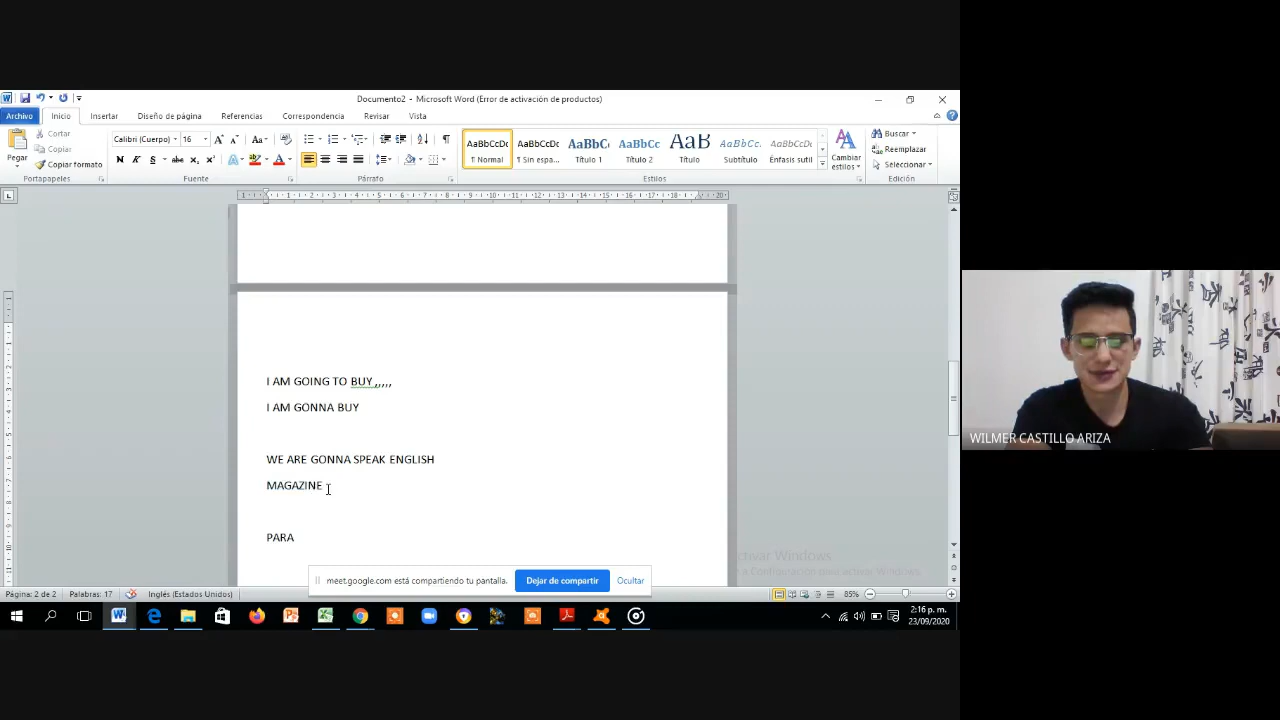 Documento2 - Microsoft Word (Error de activación de productos)
Archivo Inicio Insertar Diseño de página Referencias Correspondencia Revisar Vista
Pegar
Cortar
Copiar
Copiar formato
Portapapeles
Calibri (Cuerpo) 16
Fuente
Párrafo
AaBbCcDc AaBbCcDc AaBbC AaBbCc AaB AaBbCc. AaBbCcDc
¶ Normal ¶ Sin espa... Título 1 Título 2 Título Subtítulo Énfasis sutil
Estilos
Cambiar estilos
Buscar
Reemplazar
Seleccionar
Edición
I AM GOING TO BUY ,,,,,
I AM GONNA BUY
WE ARE GONNA SPEAK ENGLISH
MAGAZINE
PARA
WILMER CASTILLO ARIZA
meet.google.com está compartiendo tu pantalla. Dejar de compartir Ocultar
Página: 2 de 2 Palabras: 17 Inglés (Estados Unidos) 85%
2:16 p. m.
23/09/2020